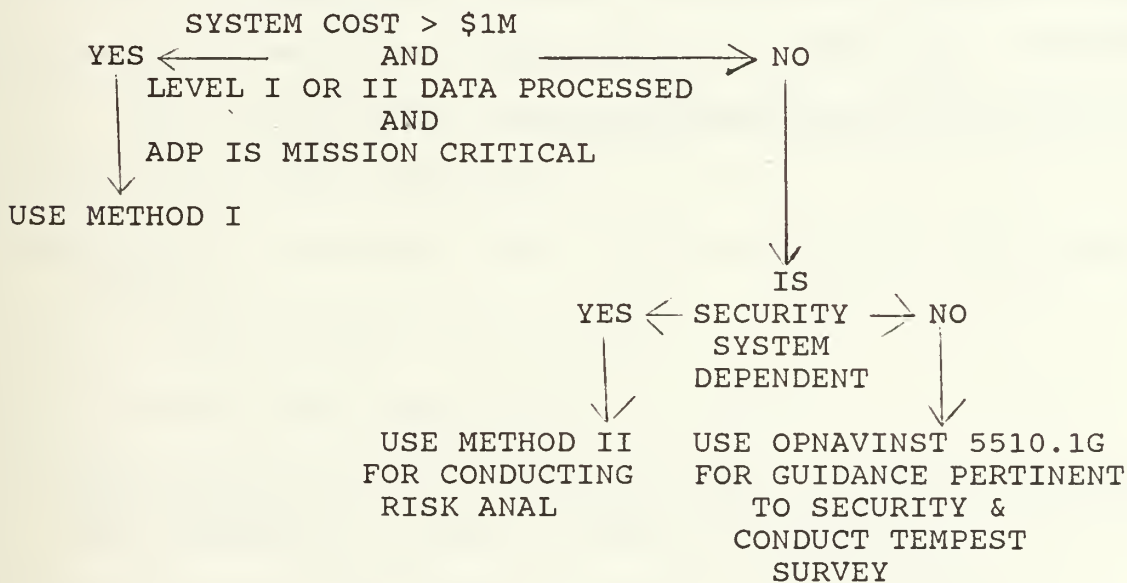 SYSTEM COST > $1M
YES AND NO
LEVEL I OR II DATA PROCESSED
AND
ADP IS MISSION CRITICAL
USE METHOD I
IS
YES SECURITY NO
SYSTEM
DEPENDENT
USE METHOD II
FOR CONDUCTING
RISK ANAL
USE OPNAVINST 5510.1G
FOR GUIDANCE PERTINENT
TO SECURITY &
CONDUCT TEMPEST
SURVEY